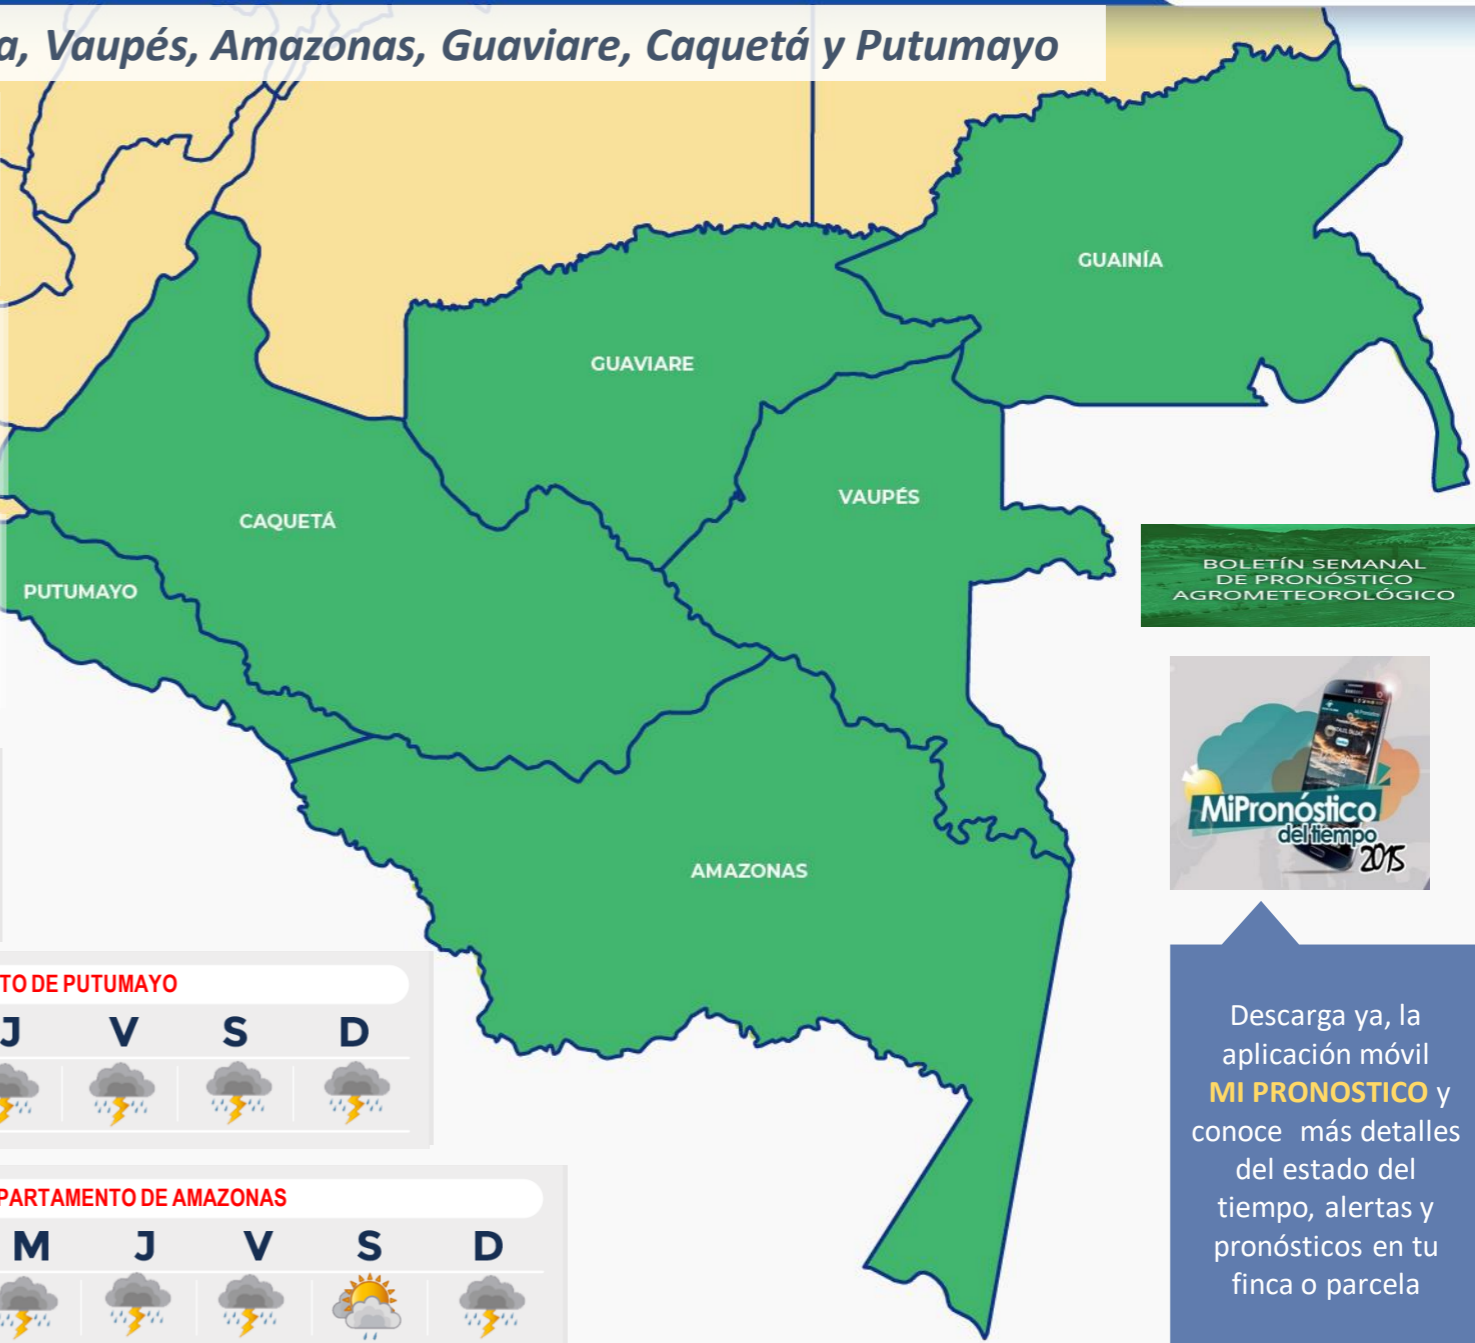 a, Vaupés, Amazonas, Guaviare, Caquetá y Putumayo
GUAINÍA
GUAVIARE
VAUPÉS
CAQUETÁ
PUTUMAYO
AMAZONAS
BOLETÍN SEMANAL
DE PRONÓSTICO
AGROMETEOROLÓGICO
MiPronóstico
del tiempo
2015
Descarga ya, la
aplicación móvil
MI PRONOSTICO y
conoce más detalles
del estado del
tiempo, alertas y
pronósticos en tu
finca o parcela
TO DE PUTUMAYO
J V S D
PARTAMENTO DE AMAZONAS
M J V S D